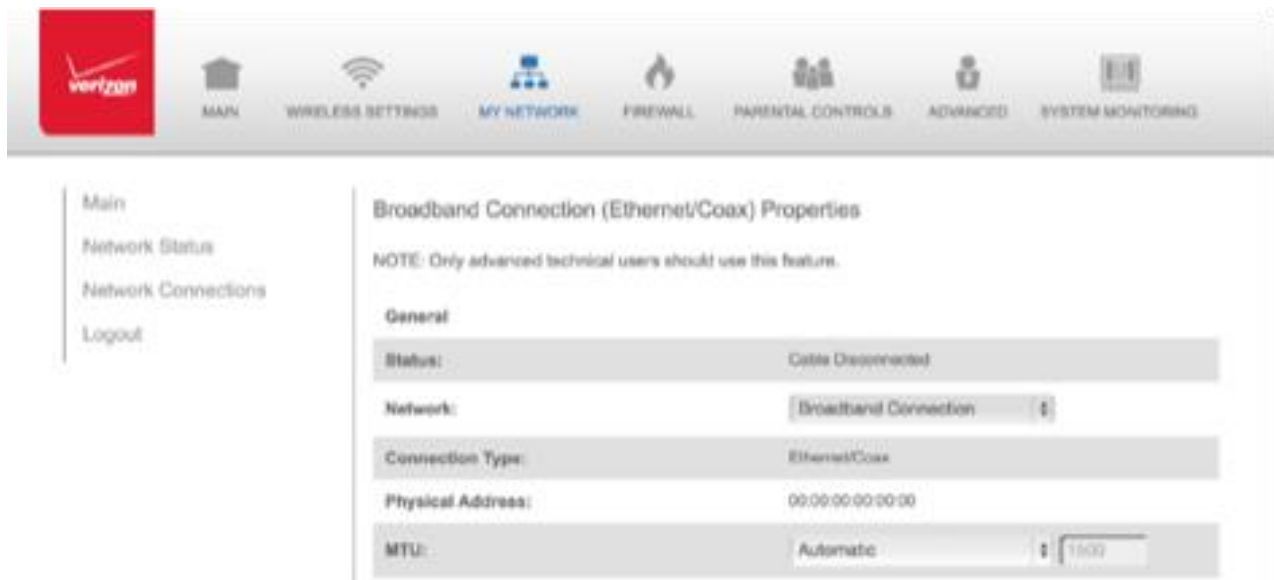 verizon
MAIN
WIRELESS SETTINGS
MY NETWORK
FIREWALL
PARENTAL CONTROLS
ADVANCED
SYSTEM MONITORING
Main
Network Status
Network Connections
Logout
Broadband Connection (Ethernet/Coax) Properties
NOTE: Only advanced technical users should use this feature.
General
Status: Cable Disconnected
Network: Broadband Connection
Connection Type: Ethernet/Coax
Physical Address: 00:00:00:00:00:00
MTU: Automatic 1500